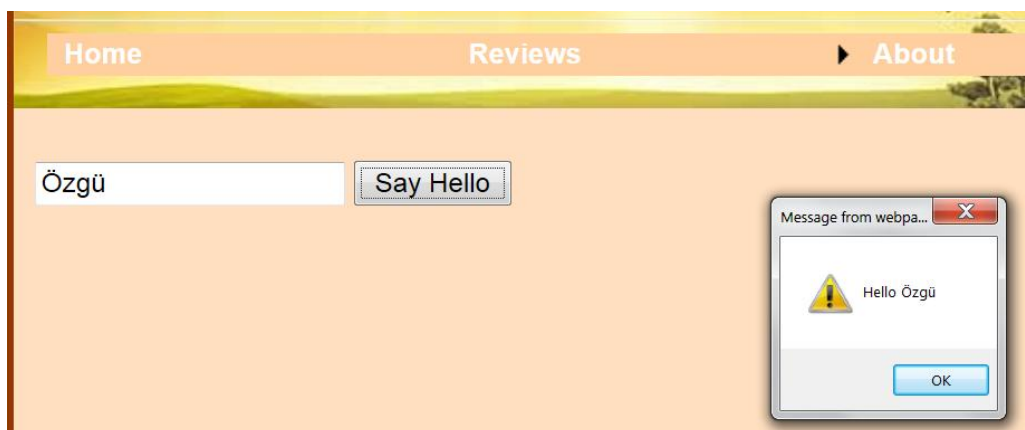 Home Reviews About
Özgü Say Hello
Message from webpa...
Hello Özgü
OK